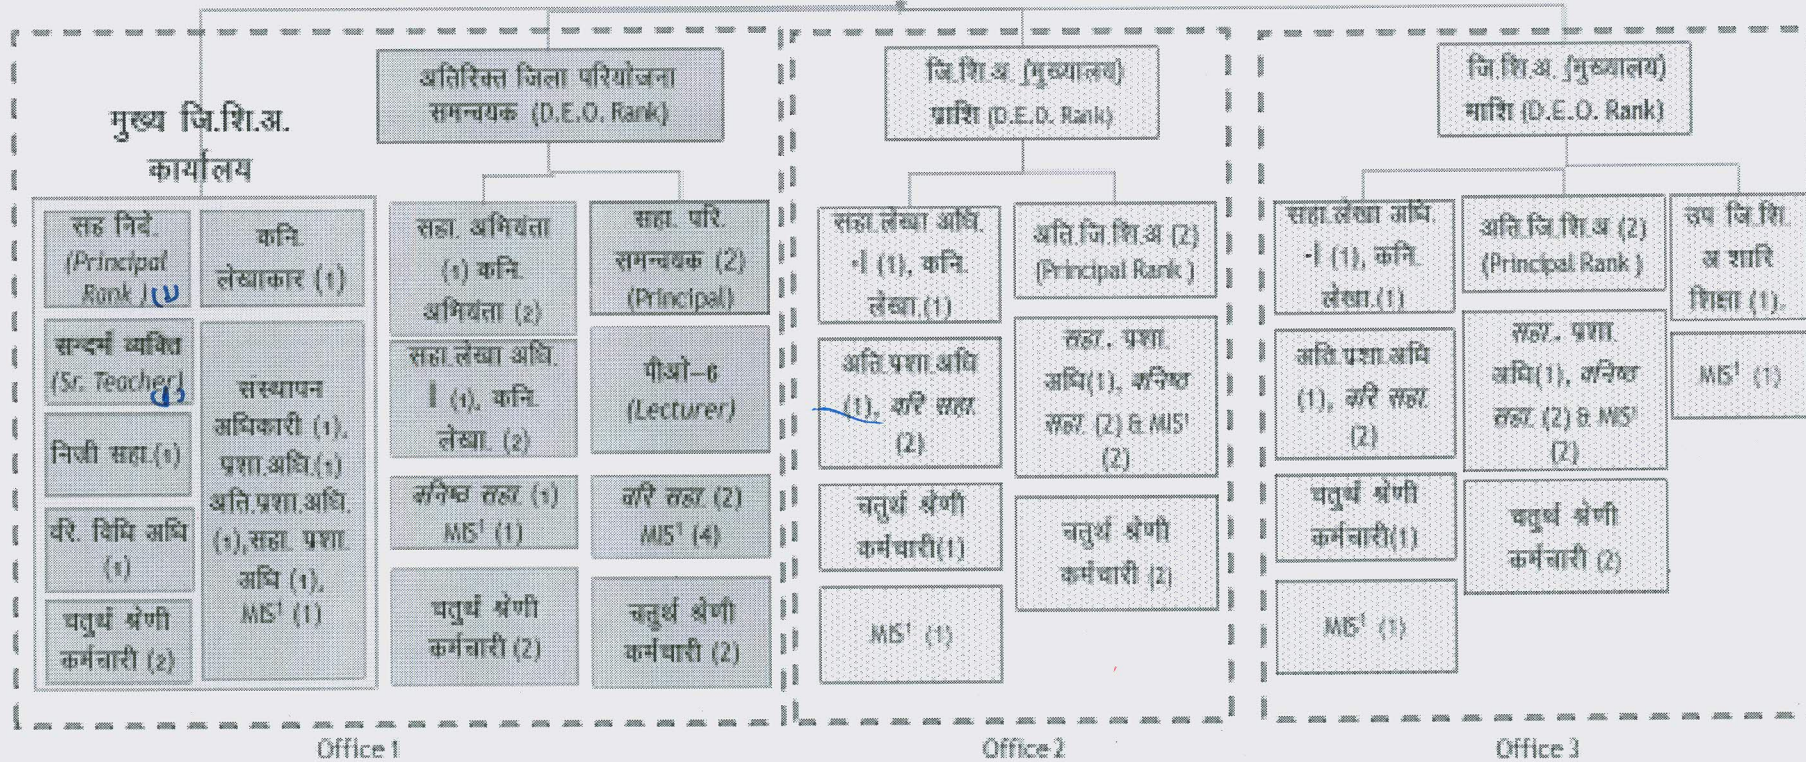 मुख्य जि.शि.अ.
कार्यालय
सह निदे.
(Principal
Rank )
कनि.
लेखाकार (1)
सन्दर्भ व्यक्ति
(Sr. Teacher)
निजी सहा.(1)
वरि. विधि अधि
(1)
चतुर्थ श्रेणी
कर्मचारी (2)
संस्थापन
अधिकारी (1),
प्रशा.अधि.(1)
अति.प्रशा.अधि.
(1),सहा. प्रशा.
अधि (1),
MIS¹ (1)
अतिरिक्त जिला परियोजना
समन्वयक (D.E.O. Rank)
सहा. अभियंता
(1) कनि.
अभियंता (2)
सहा.लेखा अधि.
I (1), कनि.
लेखा. (2)
कनिष्ठ सहा. (1)
MIS¹ (1)
चतुर्थ श्रेणी
कर्मचारी (2)
सहा. परि.
समन्वयक (2)
(Principal)
पीओ–6
(Lecturer)
वरि सहा. (2)
MIS¹ (4)
चतुर्थ श्रेणी
कर्मचारी (2)
Office 1
जि.शि.अ. (मुख्यालय)
प्राशि (D.E.O. Rank)
सहा.लेखा अधि.
-I (1), कनि.
लेखा.(1)
अति.प्रशा.अधि
(1), वरि सहा.
(2)
चतुर्थ श्रेणी
कर्मचारी(1)
MIS¹ (1)
अति.जि.शि.अ (2)
(Principal Rank )
सहा. प्रशा.
अधि(1), कनिष्ठ
सहा. (2) & MIS¹
(2)
चतुर्थ श्रेणी
कर्मचारी (2)
Office 2
जि.शि.अ. (मुख्यालय)
माशि (D.E.O. Rank)
सहा.लेखा अधि.
-I (1), कनि.
लेखा.(1)
अति.प्रशा.अधि
(1), वरि सहा.
(2)
चतुर्थ श्रेणी
कर्मचारी(1)
MIS¹ (1)
अति.जि.शि.अ (2)
(Principal Rank )
सहा. प्रशा.
अधि(1), कनिष्ठ
सहा. (2) & MIS¹
(2)
चतुर्थ श्रेणी
कर्मचारी (2)
उप जि.शि.
अ शारि
शिक्षा (1).
MIS¹ (1)
Office 3